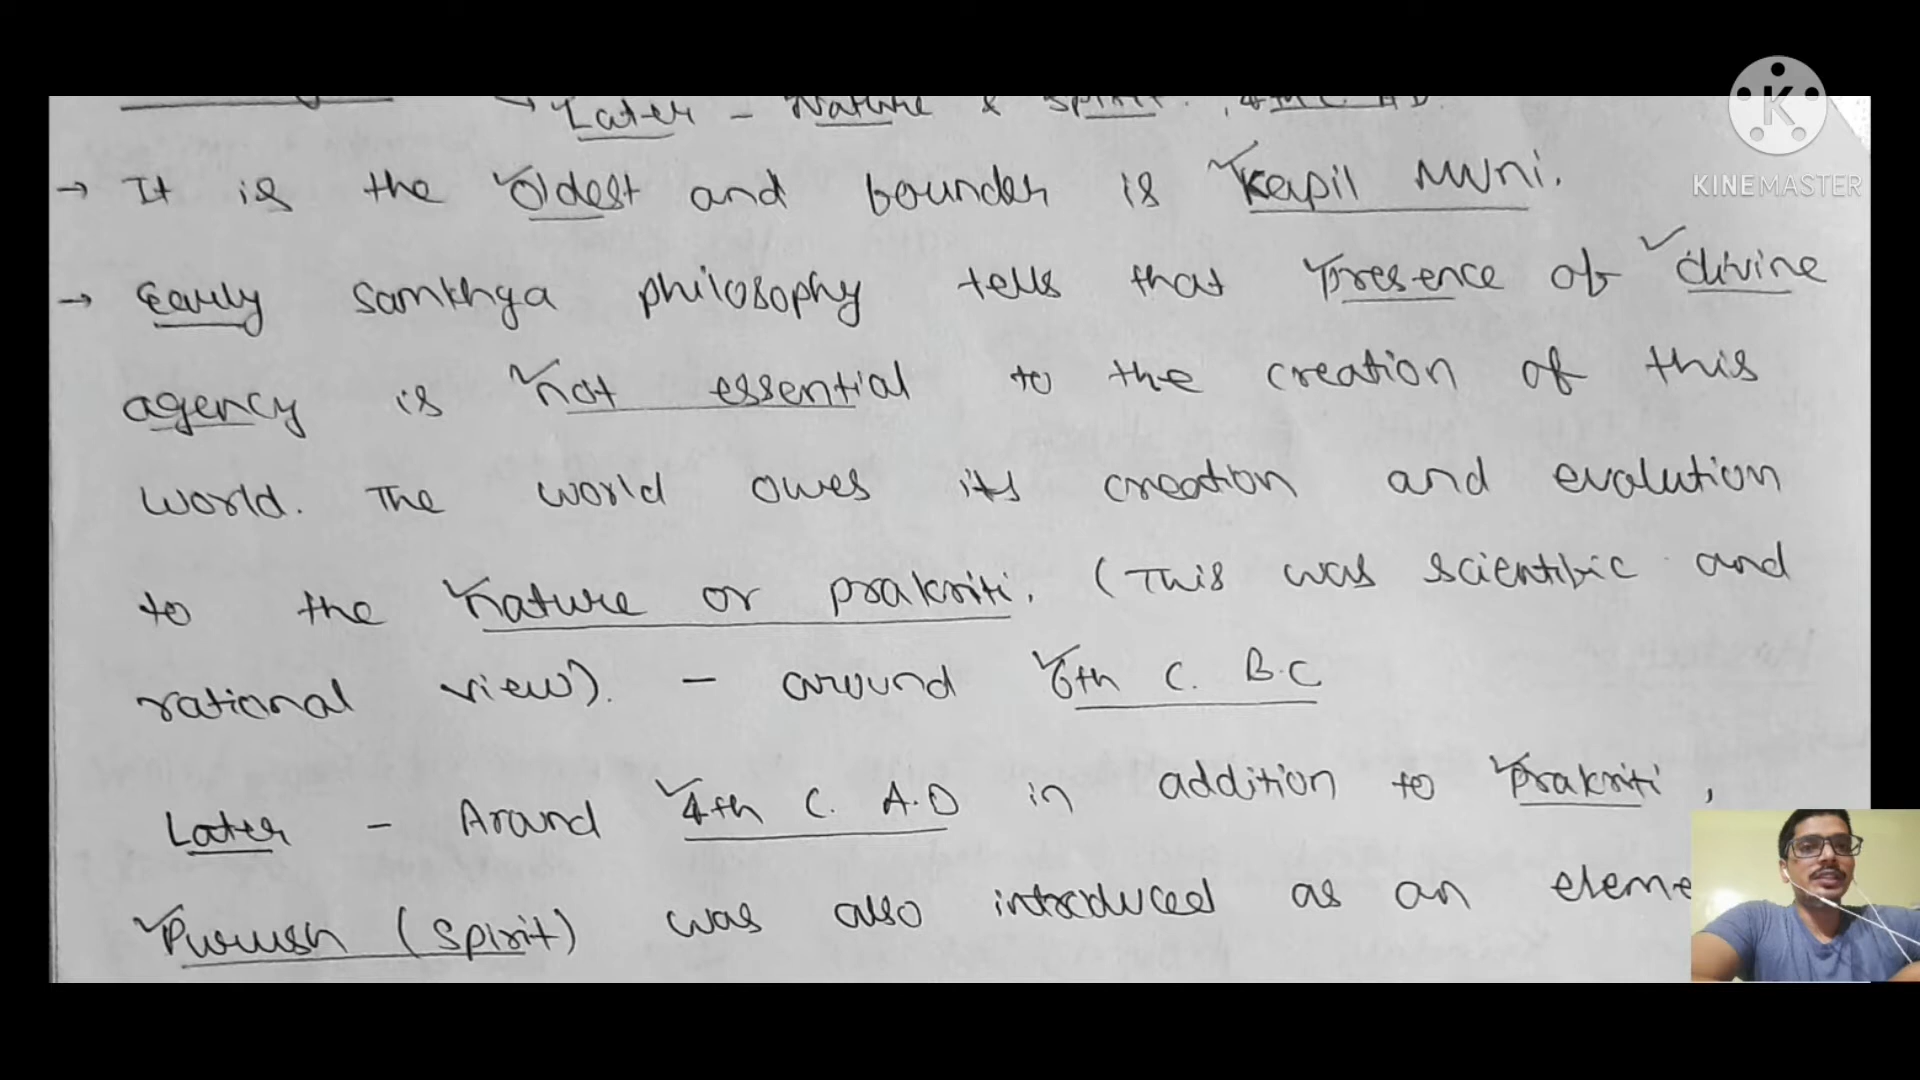 Later - Nature & spirit. , 4th C. A.D
→ It is the Oldest and founder is Kapil Muni.
→ Early samkhya philosophy tells that Presence of divine
agency is not essential to the creation of this
world. The world owes its creation and evolution
to the nature or prakriti. (This was scientific and
rational view). - around 6th C. B.C
Later - Around 4th C. A.D in addition to Prakriti,
Purush (spirit) was also introduced as an eleme
K
KINEMASTER